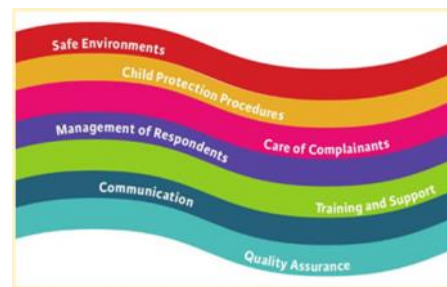 Safe Environments
Child Protection Procedures
Care of Complainants
Management of Respondents
Training and Support
Communication
Quality Assurance